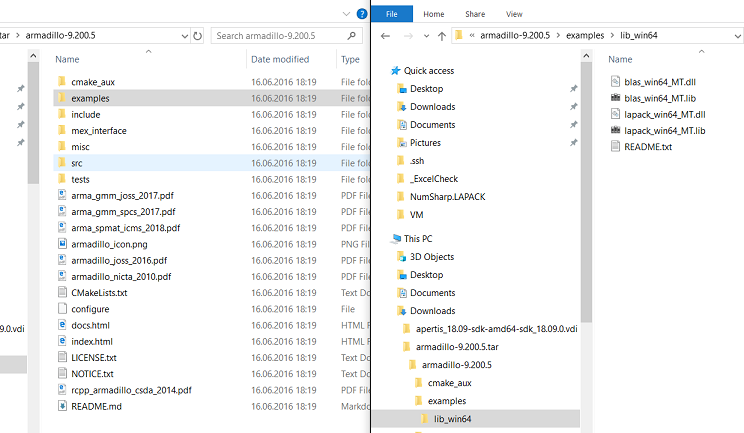 tar > armadillo-9.200.5
Search armadillo-9.200.5
Name Date modified Type
cmake_aux 16.06.2016 18:19 File fold
examples 16.06.2016 18:19 File fold
include 16.06.2016 18:19 File fold
mex_interface 16.06.2016 18:19 File fold
misc 16.06.2016 18:19 File fold
src 16.06.2016 18:19 File fold
tests 16.06.2016 18:19 File fold
arma_gmm_joss_2017.pdf 16.06.2016 18:19 PDF File
arma_gmm_spcs_2017.pdf 16.06.2016 18:19 PDF File
arma_spmat_icms_2018.pdf 16.06.2016 18:19 PDF File
armadillo_icon.png 16.06.2016 18:19 PNG File
armadillo_joss_2016.pdf 16.06.2016 18:19 PDF File
armadillo_nicta_2010.pdf 16.06.2016 18:19 PDF File
CMakeLists.txt 16.06.2016 18:19 Text Do
configure 16.06.2016 18:19 File
docs.html 16.06.2016 18:19 HTML F
index.html 16.06.2016 18:19 HTML F
LICENSE.txt 16.06.2016 18:19 Text Do
NOTICE.txt 16.06.2016 18:19 Text Do
rcpp_armadillo_csda_2014.pdf 16.06.2016 18:19 PDF File
README.md 16.06.2016 18:19 Markdo
9.0.vdi
File Home Share View
« armadillo-9.200.5 > examples > lib_win64
Quick access
Desktop
Downloads
Documents
Pictures
.ssh
_ExcelCheck
NumSharp.LAPACK
VM
This PC
3D Objects
Desktop
Documents
Downloads
apertis_18.09-sdk-amd64-sdk_18.09.0.vdi
armadillo-9.200.5.tar
armadillo-9.200.5
cmake_aux
examples
lib_win64
Name
blas_win64_MT.dll
blas_win64_MT.lib
lapack_win64_MT.dll
lapack_win64_MT.lib
README.txt